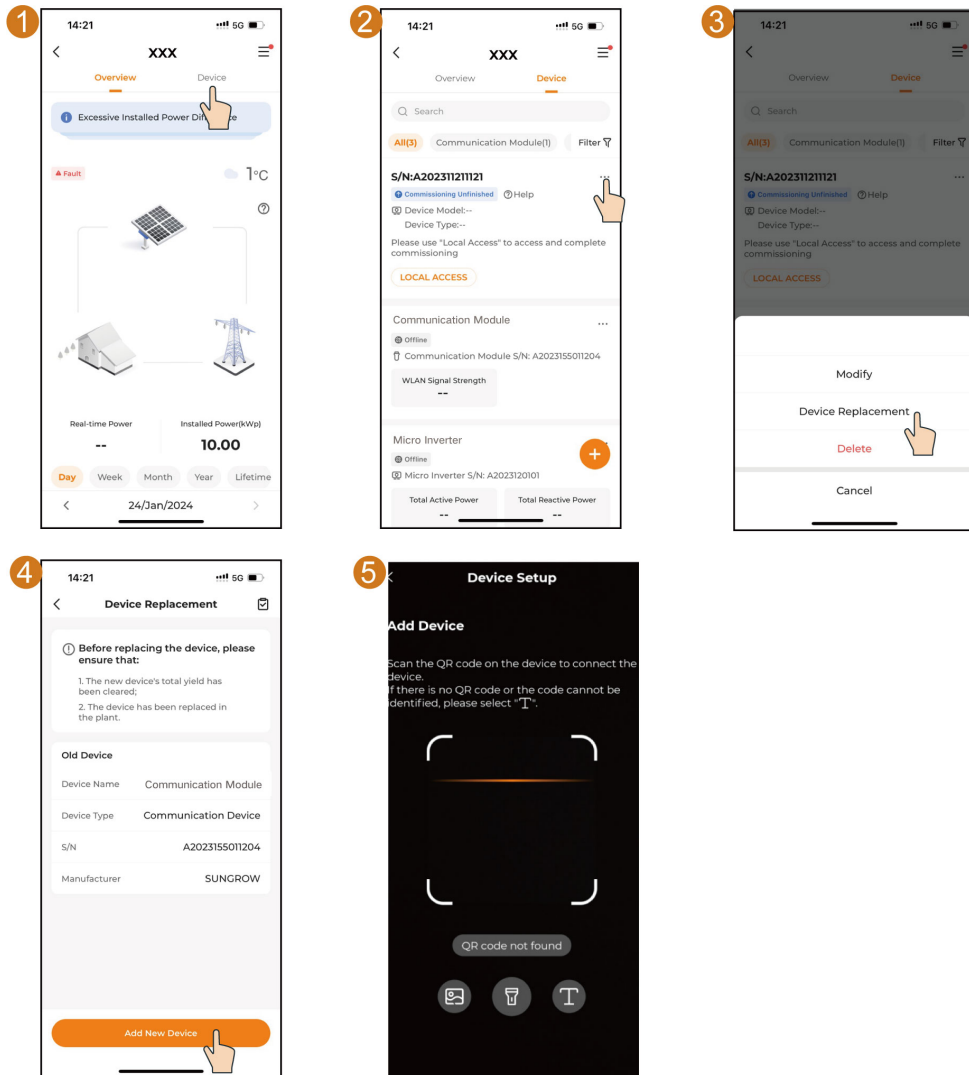 1
14:21
5G
XXX
Overview
Device
Excessive Installed Power
Fault
1°C
Real-time Power
Installed Power(kWp)
--
10.00
Day
Week
Month
Year
Lifetime
24/Jan/2024
2
14:21
5G
XXX
Overview
Device
Search
All(3)
Communication Module(1)
Filter
S/N:A202311211121
...
Commissioning Unfinished
Help
Device Model:--
Device Type:--
Please use "Local Access" to access and complete
commissioning
LOCAL ACCESS
Communication Module
...
Offline
Communication Module S/N: A2023155011204
WLAN Signal Strength
--
Micro Inverter
Offline
+
Micro Inverter S/N: A2023120101
Total Active Power
Total Reactive Power
--
--
3
14:21
5G
Overview
Device
Search
All(3)
Communication Module(1)
Filter
S/N:A202311211121
...
Commissioning Unfinished
Help
Device Model:--
Device Type:--
Please use "Local Access" to access and complete
commissioning
LOCAL ACCESS
Modify
Device Replacement
Delete
Cancel
4
14:21
5G
Device Replacement
Before replacing the device, please
ensure that:
1. The new device's total yield has
been cleared;
2. The device has been replaced in
the plant.
Old Device
Device Name
Communication Module
Device Type
Communication Device
S/N
A2023155011204
Manufacturer
SUNGROW
Add New Device
5
Device Setup
Add Device
Scan the QR code on the device to connect the
device.
If there is no QR code or the code cannot be
identified, please select "T".
QR code not found
T